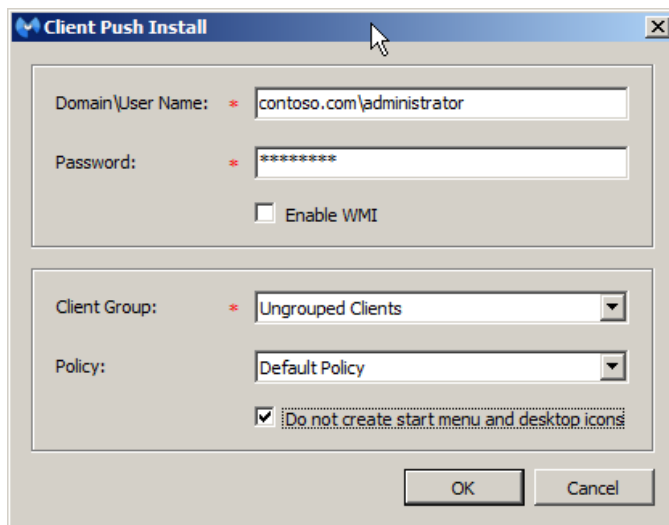 Client Push Install
Domain\User Name: * contoso.com\administrator
Password: * ********
Enable WMI
Client Group: * Ungrouped Clients
Policy: Default Policy
Do not create start menu and desktop icons
OK Cancel